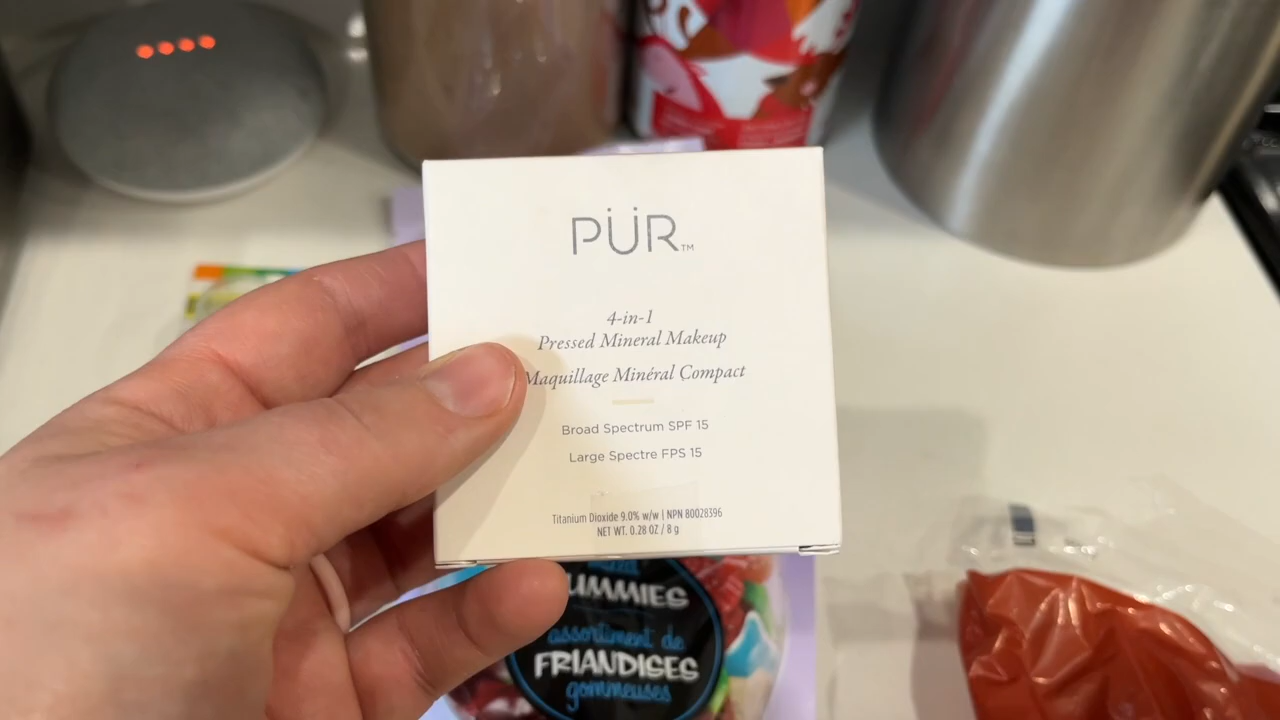 PÜR™
4-in-1
Pressed Mineral Makeup
Maquillage Minéral Compact
Broad Spectrum SPF 15
Large Spectre FPS 15
Titanium Dioxide 9.0% w/w | NPN 80028396
NET WT. 0.28 OZ / 8 g
assortiment de
FRIANDISES
gommeuses